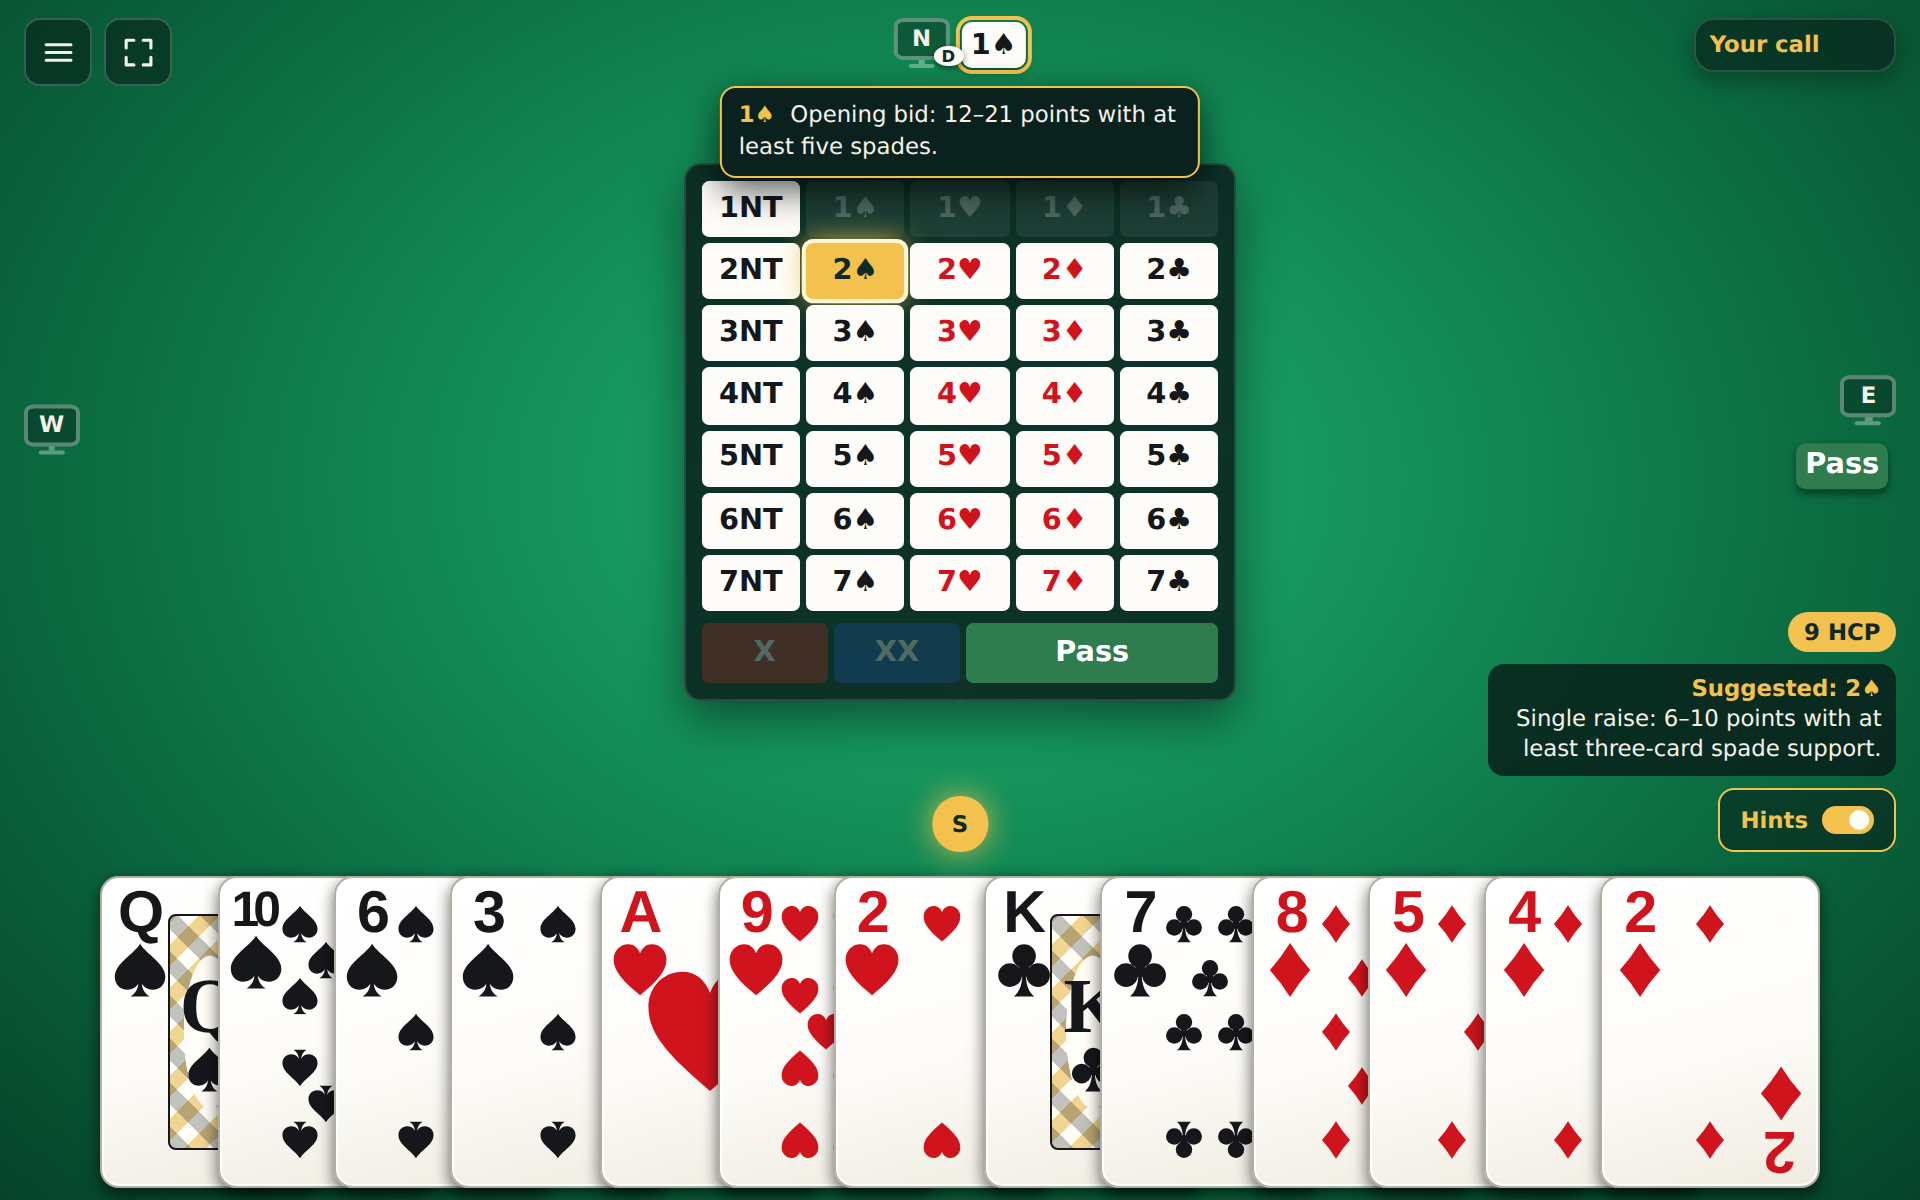 N
D
1♠
Your call
1♠ Opening bid: 12–21 points with at
least five spades.
1NT 1♠ 1♥ 1♦ 1♣
2NT 2♠ 2♥ 2♦ 2♣
3NT 3♠ 3♥ 3♦ 3♣
4NT 4♠ 4♥ 4♦ 4♣
5NT 5♠ 5♥ 5♦ 5♣
6NT 6♠ 6♥ 6♦ 6♣
7NT 7♠ 7♥ 7♦ 7♣
X XX Pass
W
E
Pass
9 HCP
Suggested: 2♠
Single raise: 6–10 points with at
least three-card spade support.
Hints
S
Q 10 6 3 A 9 2 K 7 8 5 4 2
Q K
2